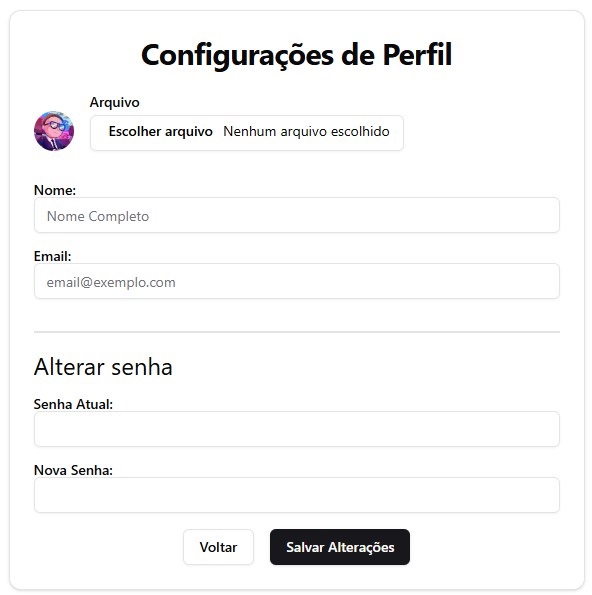 Configurações de Perfil
Arquivo
Escolher arquivo Nenhum arquivo escolhido
Nome:
Nome Completo
Email:
email@exemplo.com
Alterar senha
Senha Atual:
Nova Senha:
Voltar Salvar Alterações